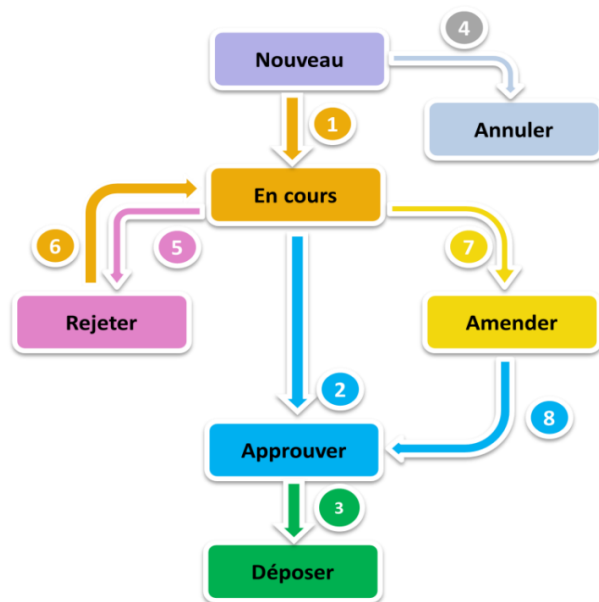 4
Nouveau
1
Annuler
En cours
6
5
7
Rejeter
Amender
2
8
Approuver
3
Déposer